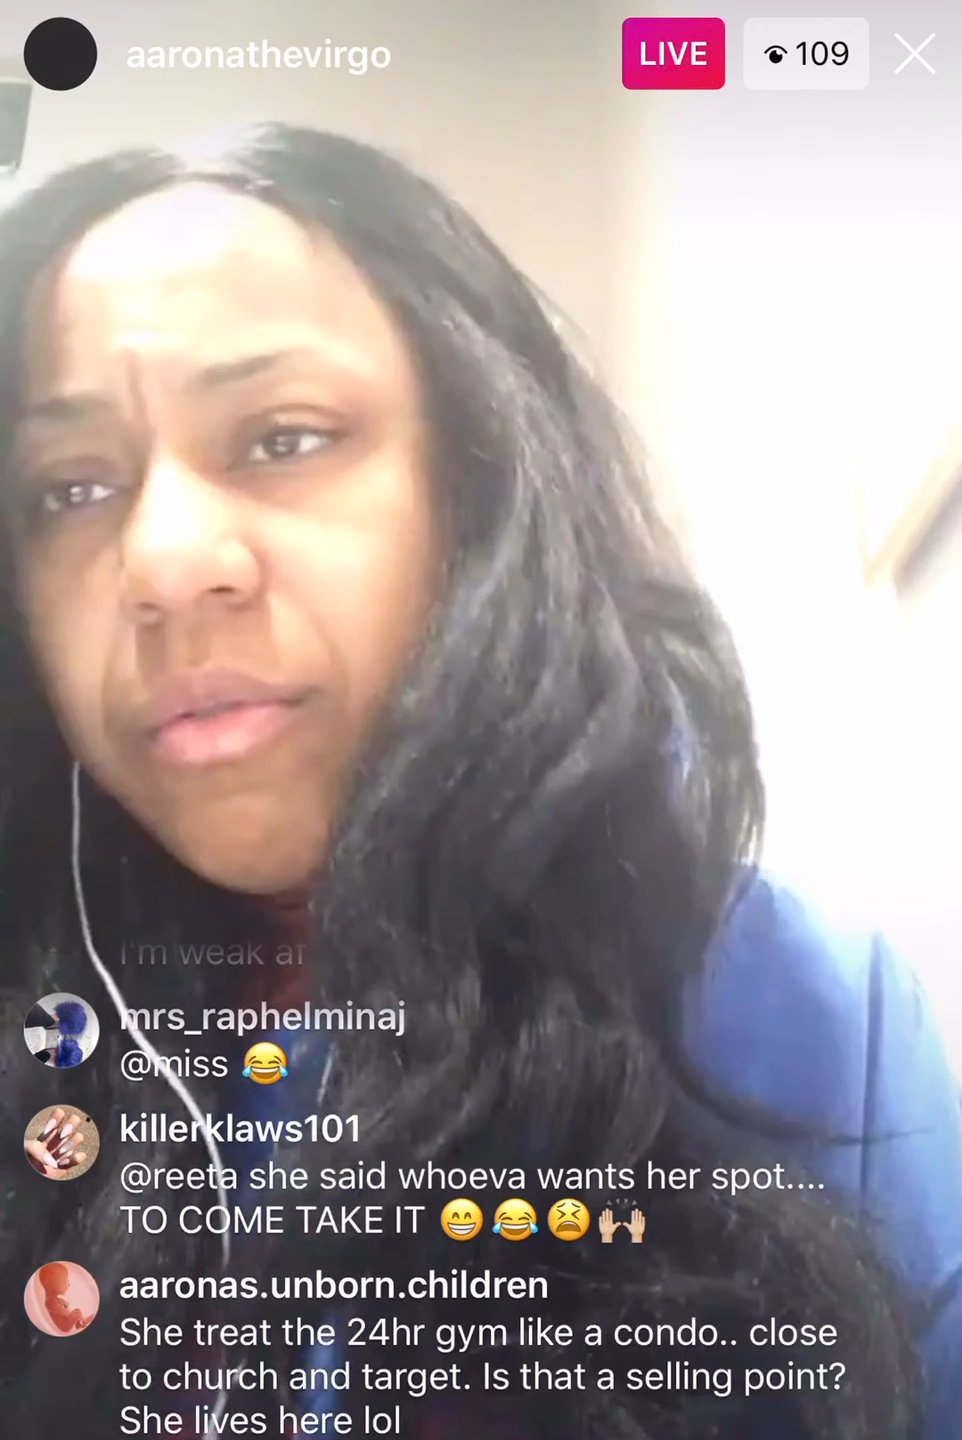 aaronathevirgo
LIVE
109
I'm weak af
mrs_raphelminaj
@miss 😂
killerklaws101
@reeta she said whoeva wants her spot....
TO COME TAKE IT 😁😂😫🙌🏼
aaronas.unborn.children
She treat the 24hr gym like a condo.. close
to church and target. Is that a selling point?
She lives here lol